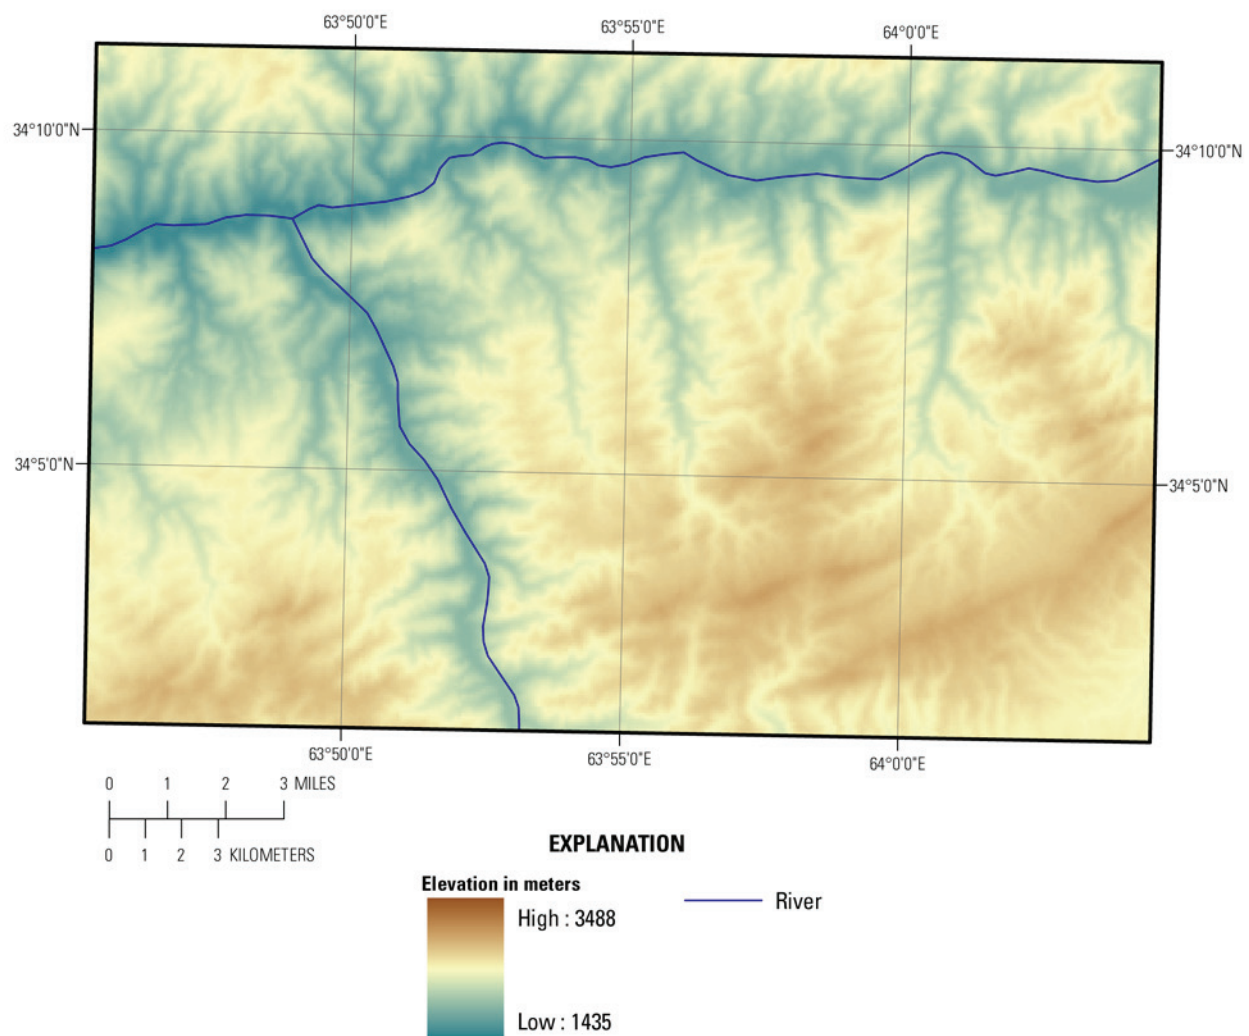 63°50'0"E
63°55'0"E
64°0'0"E
34°10'0"N
34°10'0"N
34°5'0"N
34°5'0"N
63°50'0"E
63°55'0"E
64°0'0"E
0 1 2 3 MILES
0 1 2 3 KILOMETERS
EXPLANATION
Elevation in meters
High : 3488
River
Low : 1435